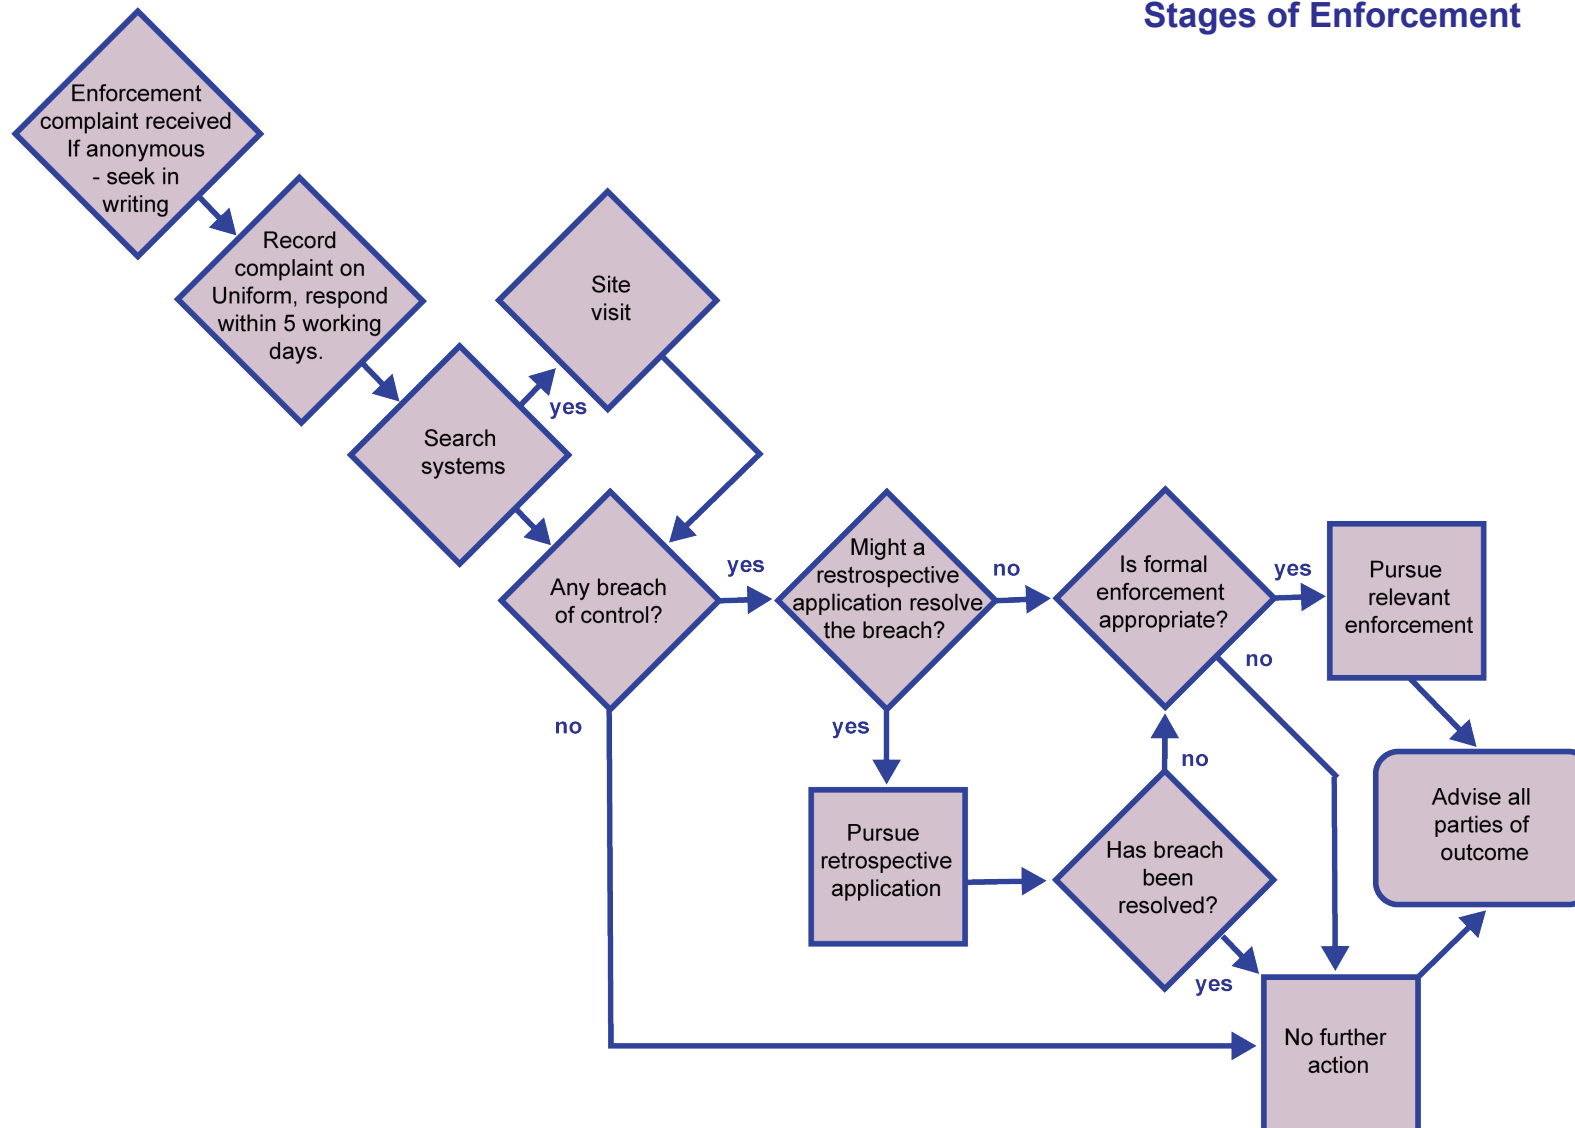 Stages of Enforcement
Enforcement
complaint received
If anonymous
- seek in
writing
Record
complaint on
Uniform, respond
within 5 working
days.
Site
visit
yes
Search
systems
Any breach
of control?
yes
no
Might a
restrospective
application resolve
the breach?
no
yes
Is formal
enforcement
appropriate?
yes
no
Pursue
relevant
enforcement
Pursue
retrospective
application
no
Has breach
been
resolved?
yes
Advise all
parties of
outcome
No further
action